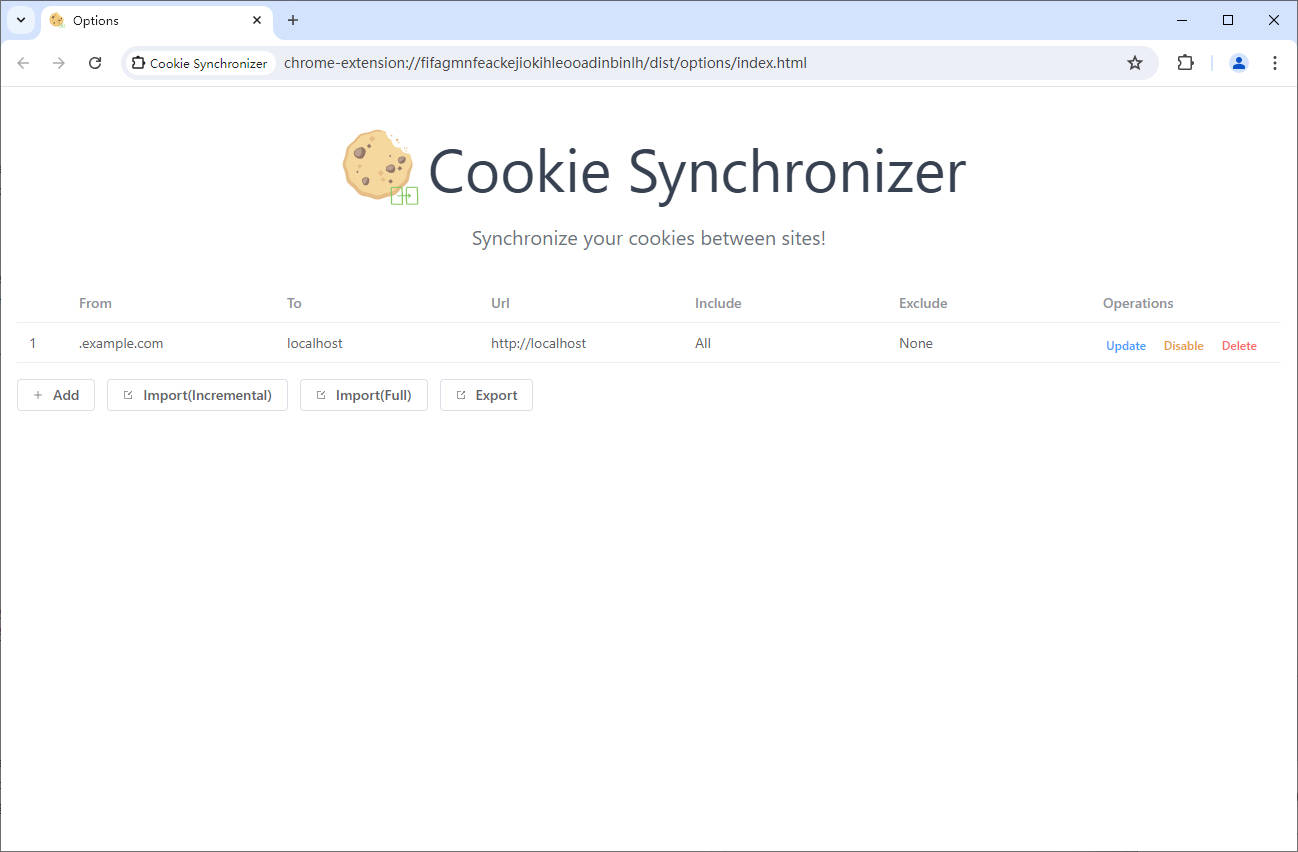 Options
Cookie Synchronizer chrome-extension://fifagmnfeackejiokihleooadinbinlh/dist/options/index.html
Cookie Synchronizer
Synchronize your cookies between sites!
From To Url Include Exclude Operations
1 .example.com localhost http://localhost All None Update Disable Delete
+ Add Import(Incremental) Import(Full) Export